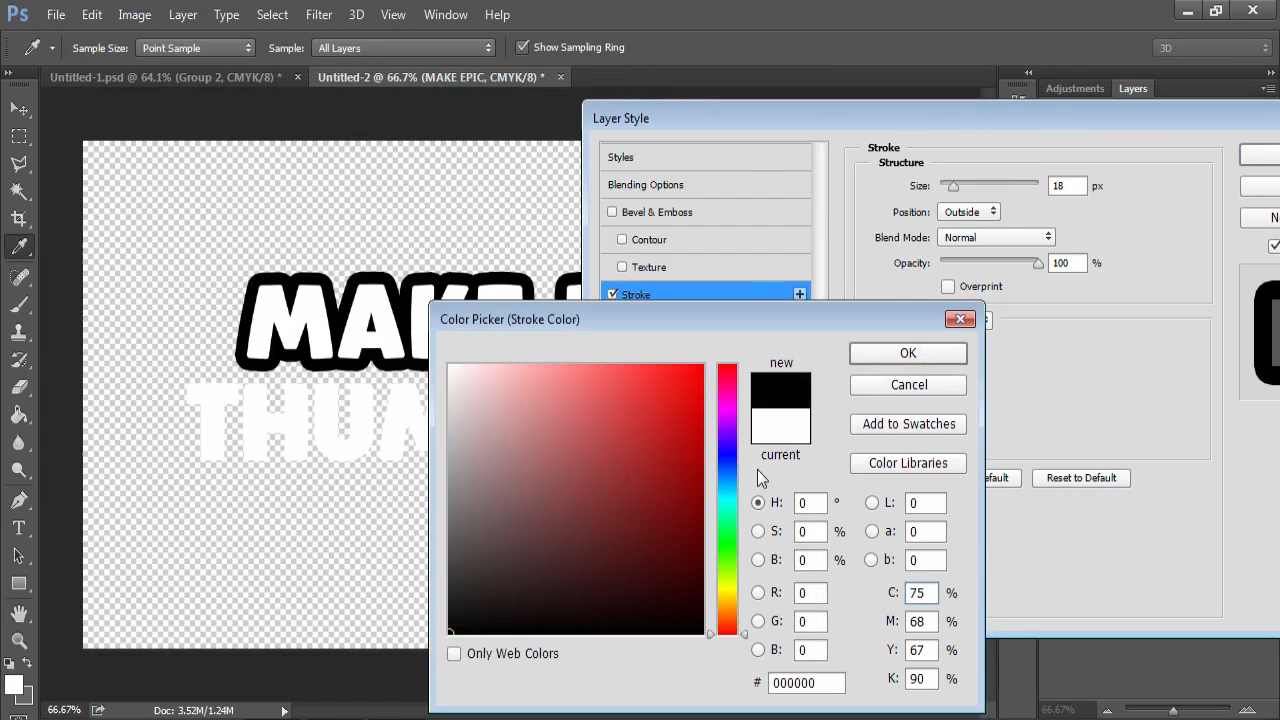 Ps File Edit Image Layer Type Select Filter 3D View Window Help
Sample Size: Point Sample Sample: All Layers Show Sampling Ring 3D
Untitled-1.psd @ 64.1% (Group 2, CMYK/8) * × Untitled-2 @ 66.7% (MAKE EPIC, CMYK/8) * × Adjustments Layers
Layer Style
Styles
Blending Options
Bevel & Emboss
Contour
Texture
Stroke
Stroke
Structure
Size: 18 px
Position: Outside
Blend Mode: Normal
Opacity: 100 %
Overprint
Reset to Default
MAKE
Color Picker (Stroke Color)
new
current
OK
Cancel
Add to Swatches
Color Libraries
H: 0 ° L: 0
S: 0 % a: 0
B: 0 % b: 0
R: 0 C: 75 %
G: 0 M: 68 %
B: 0 Y: 67 %
# 000000 K: 90 %
Only Web Colors
66.67% Doc: 3.52M/1.24M
66.67%